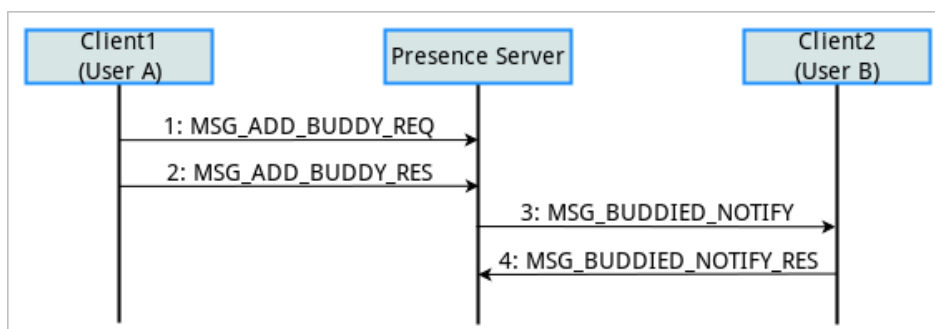 Client1
(User A)
Presence Server
Client2
(User B)
1: MSG_ADD_BUDDY_REQ
2: MSG_ADD_BUDDY_RES
3: MSG_BUDDIED_NOTIFY
4: MSG_BUDDIED_NOTIFY_RES